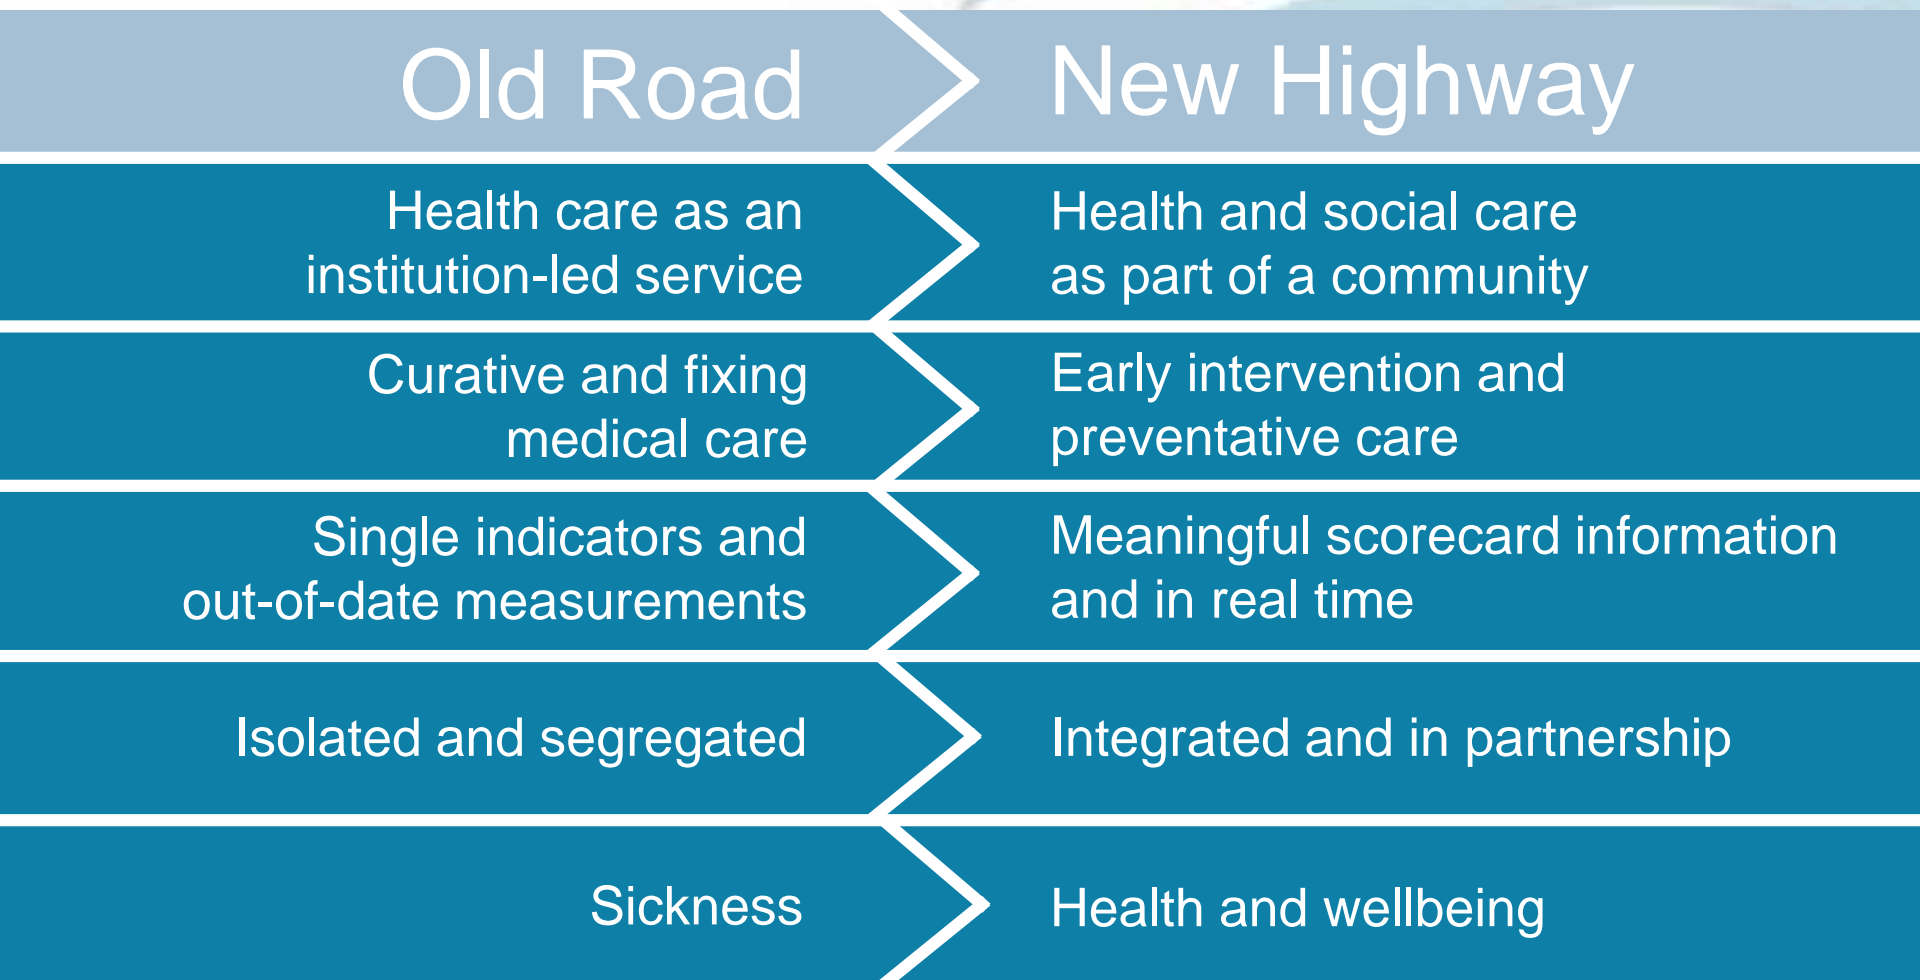 Old Road
New Highway
Health care as an
institution-led service
Health and social care
as part of a community
Curative and fixing
medical care
Early intervention and
preventative care
Single indicators and
out-of-date measurements
Meaningful scorecard information
and in real time
Isolated and segregated
Integrated and in partnership
Sickness
Health and wellbeing